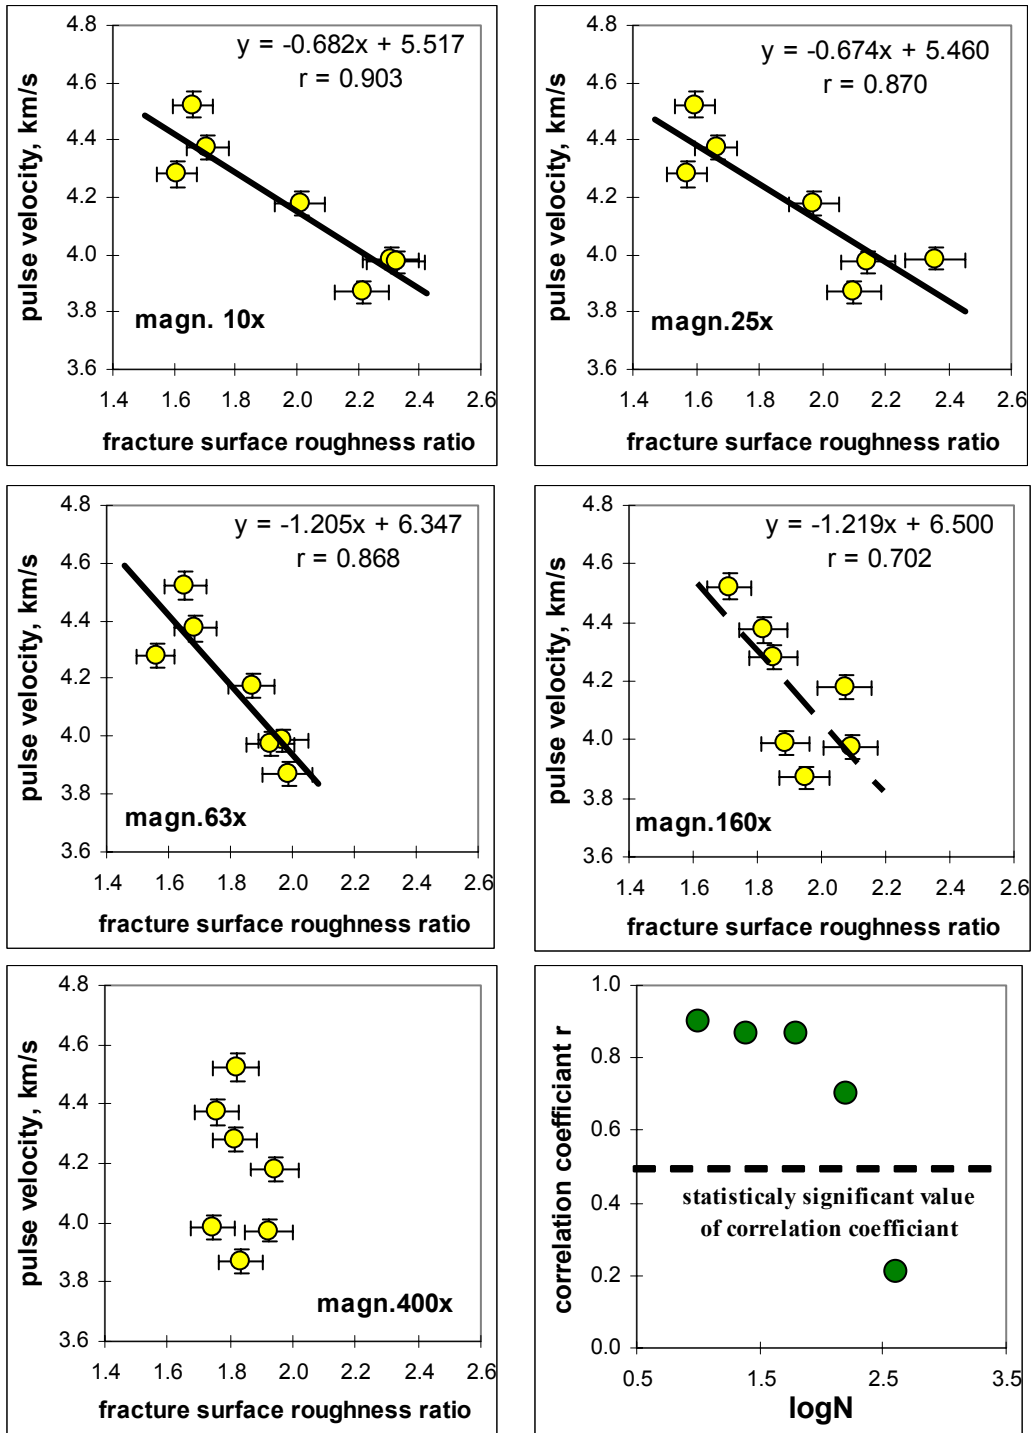 4.8
4.6
4.4
4.2
4.0
3.8
3.6
pulse velocity, km/s
y = -0.682x + 5.517
r = 0.903
magn. 10x
1.4 1.6 1.8 2.0 2.2 2.4 2.6
fracture surface roughness ratio
4.8
4.6
4.4
4.2
4.0
3.8
3.6
pulse velocity, km/s
y = -0.674x + 5.460
r = 0.870
magn.25x
1.4 1.6 1.8 2.0 2.2 2.4 2.6
fracture surface roughness ratio
4.8
4.6
4.4
4.2
4.0
3.8
3.6
pulse velocity, km/s
y = -1.205x + 6.347
r = 0.868
magn.63x
1.4 1.6 1.8 2.0 2.2 2.4 2.6
fracture surface roughness ratio
4.8
4.6
4.4
4.2
4.0
3.8
3.6
pulse velocity, km/s
y = -1.219x + 6.500
r = 0.702
magn.160x
1.4 1.6 1.8 2.0 2.2 2.4 2.6
fracture surface roughness ratio
4.8
4.6
4.4
4.2
4.0
3.8
3.6
pulse velocity, km/s
magn.400x
1.4 1.6 1.8 2.0 2.2 2.4 2.6
fracture surface roughness ratio
1.0
0.8
0.6
0.4
0.2
0.0
correlation coefficiant r
statisticaly significant value
of correlation coefficiant
0.5 1.5 2.5 3.5
logN